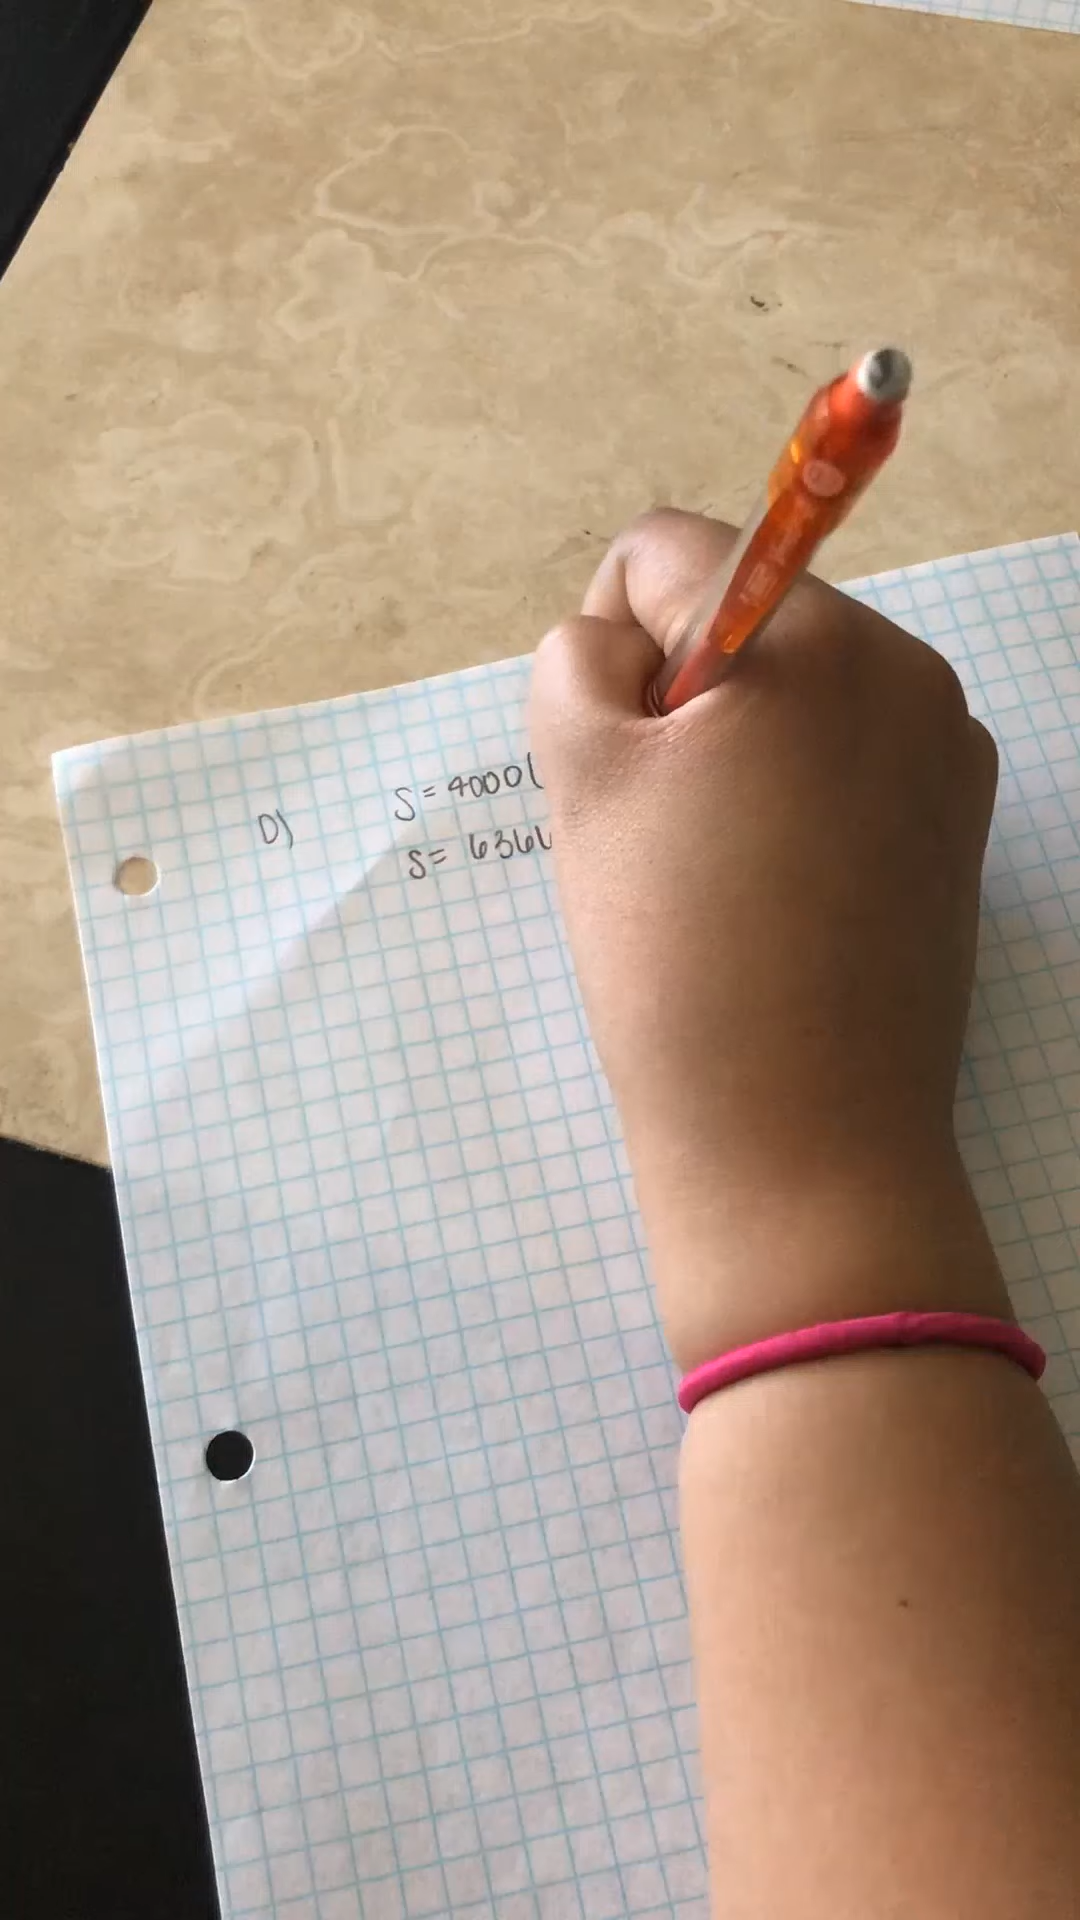 D) S = 4000(
S = 636